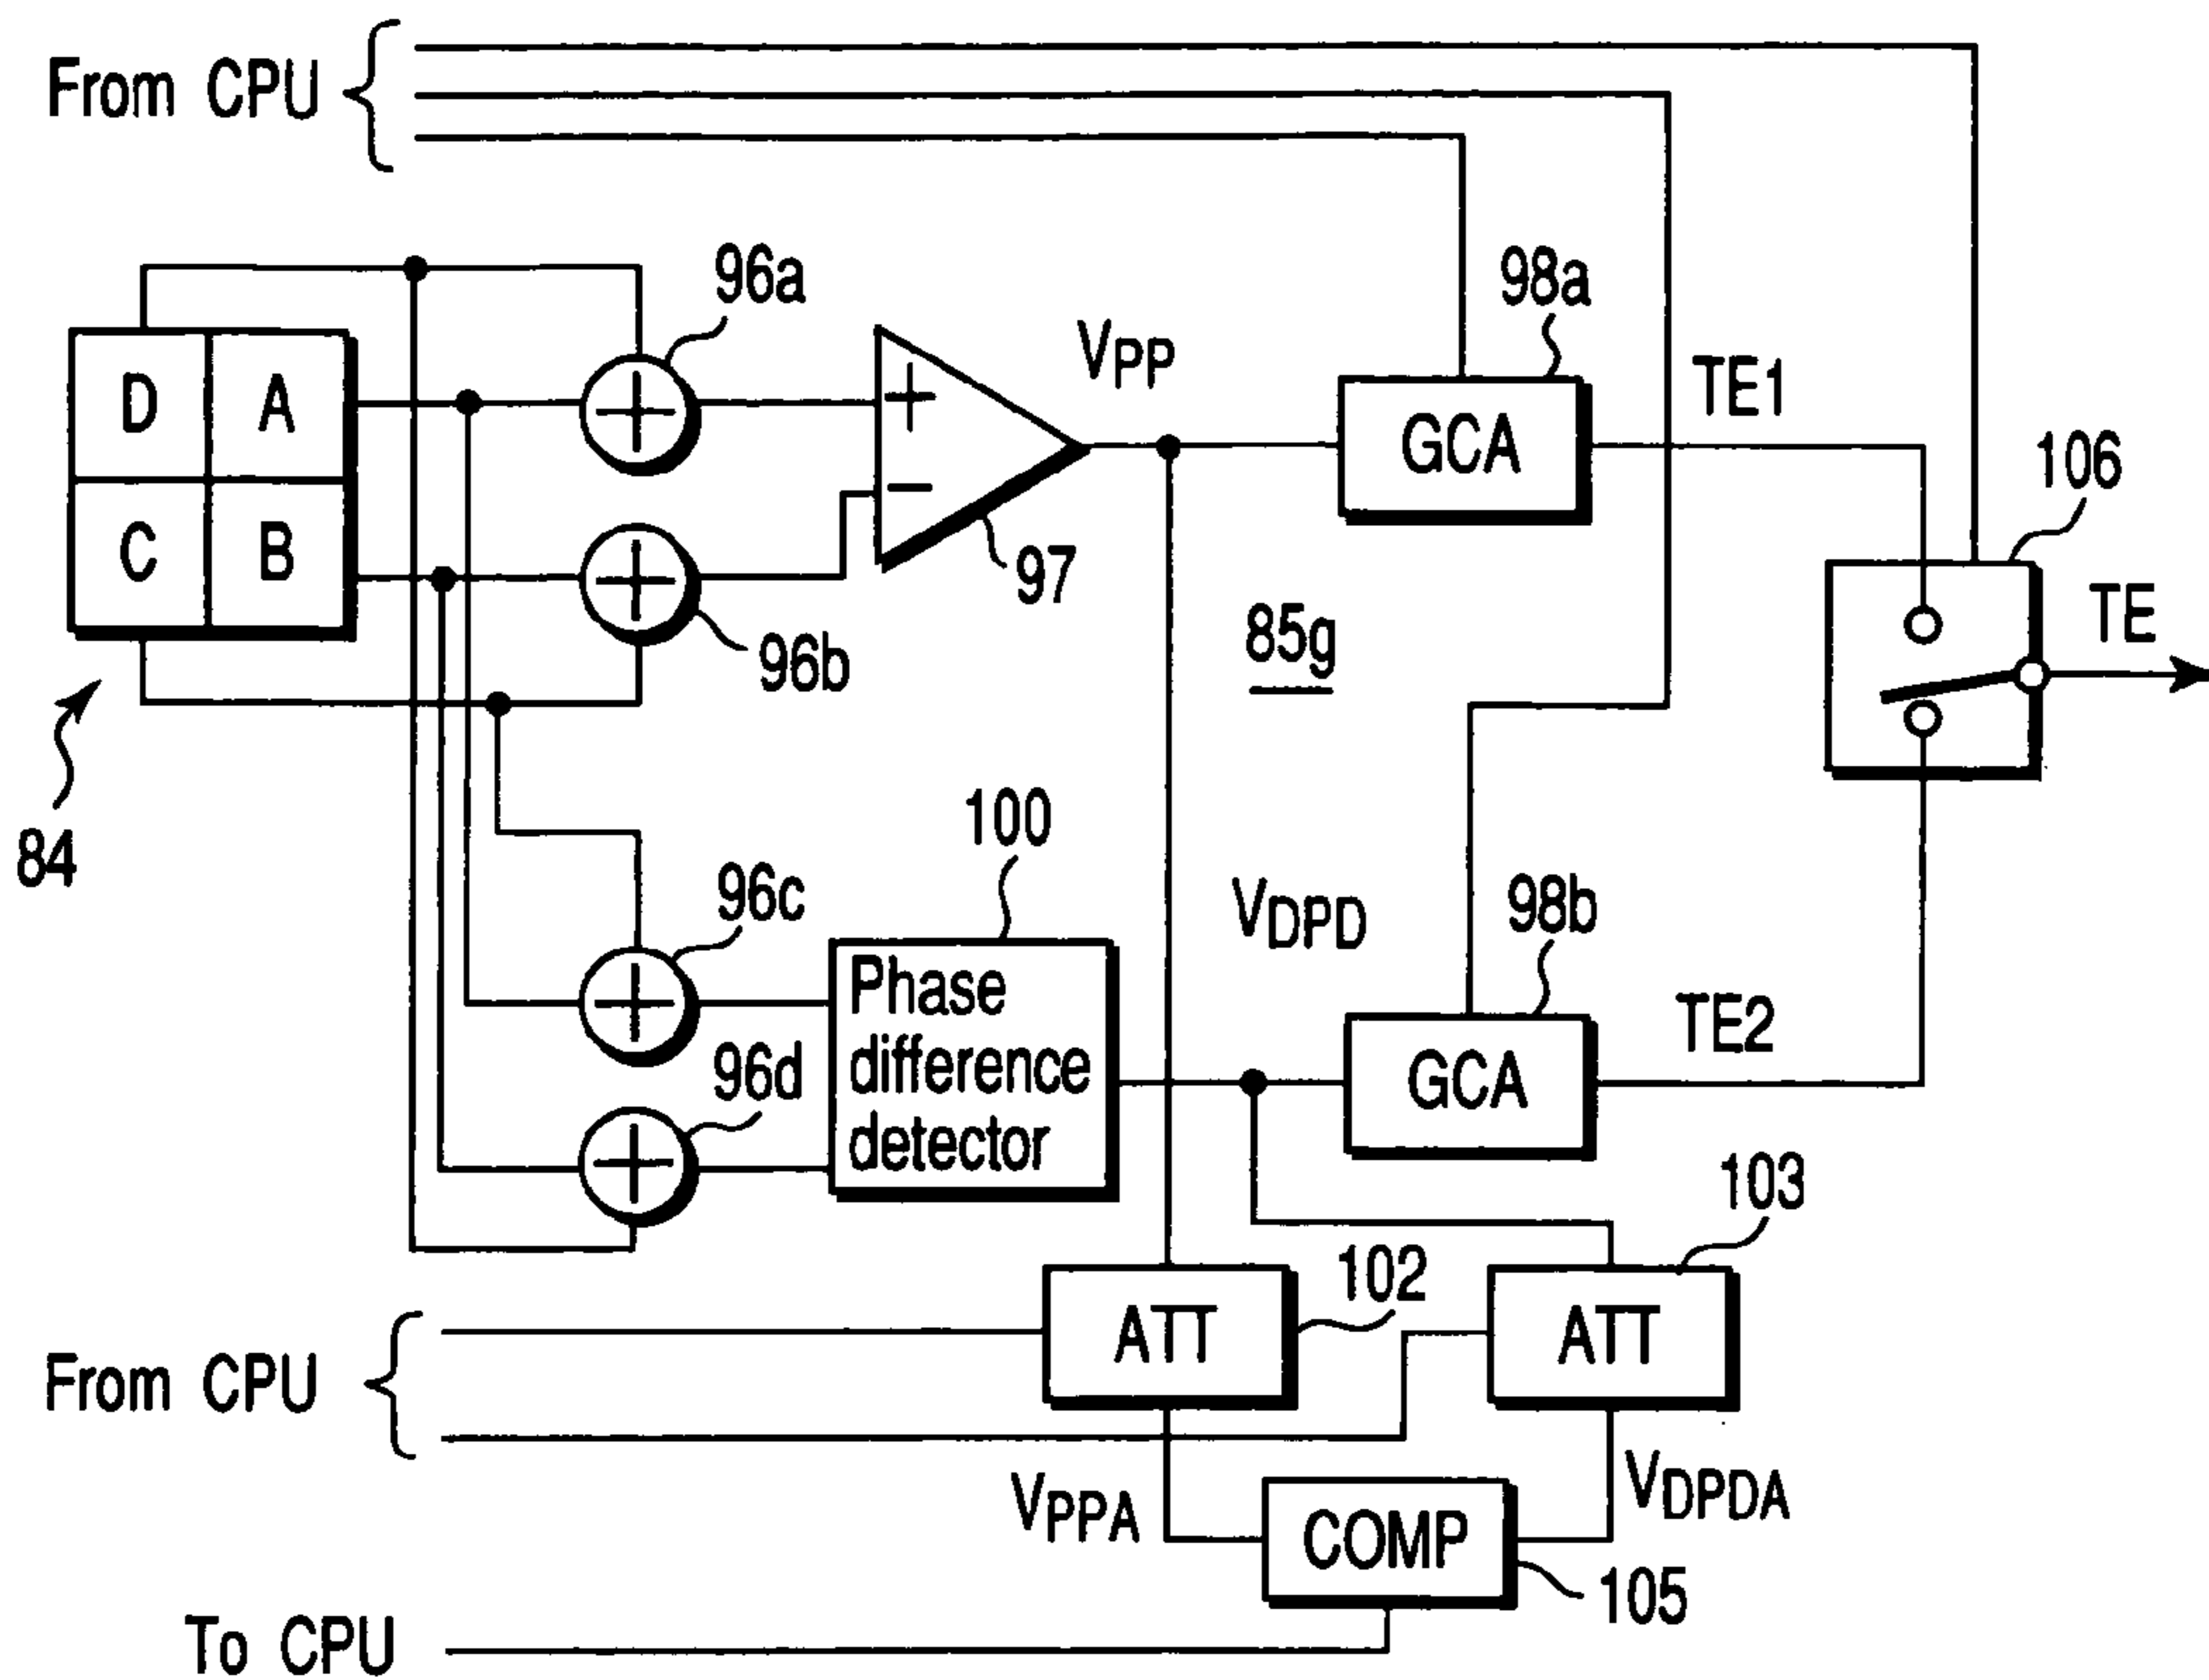 From CPU
96a
98a
VPP
TE1
D A
GCA
106
C B
97
TE
96b
85g
84
100
96c
VDPD
98b
Phase
difference
detector
TE2
96d
GCA
103
102
ATT
ATT
From CPU
VPPA
VDPDA
COMP
105
To CPU